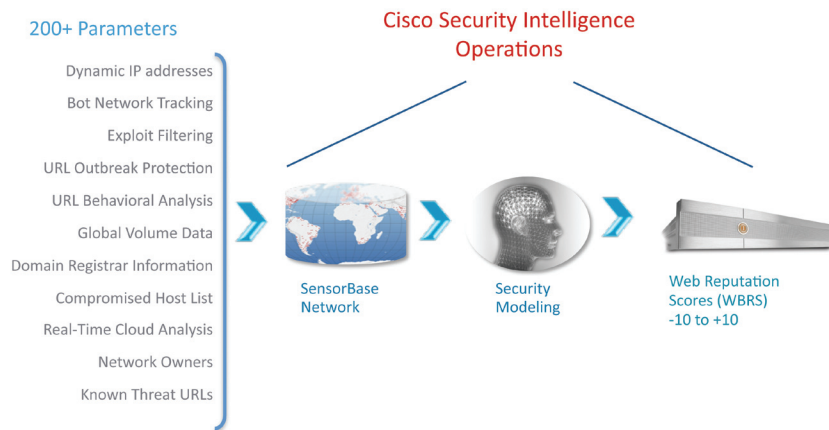 200+ Parameters
Dynamic IP addresses
Bot Network Tracking
Exploit Filtering
URL Outbreak Protection
URL Behavioral Analysis
Global Volume Data
Domain Registrar Information
Compromised Host List
Real-Time Cloud Analysis
Network Owners
Known Threat URLs
Cisco Security Intelligence
Operations
SensorBase
Network
Security
Modeling
Web Reputation
Scores (WBRS)
-10 to +10